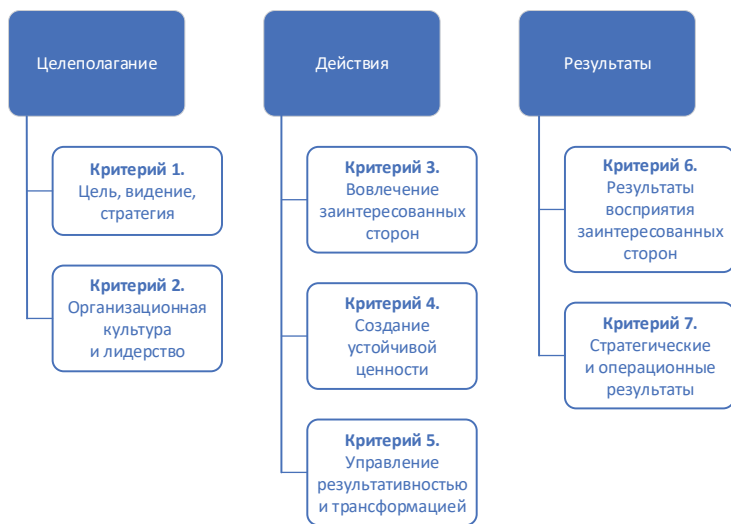 Целеполагание
Критерий 1.
Цель, видение,
стратегия
Критерий 2.
Организационная
культура
и лидерство
Действия
Критерий 3.
Вовлечение
заинтересованных
сторон
Критерий 4.
Создание
устойчивой
ценности
Критерий 5.
Управление
результативностью
и трансформацией
Результаты
Критерий 6.
Результаты
восприятия
заинтересованных
сторон
Критерий 7.
Стратегические
и операционные
результаты